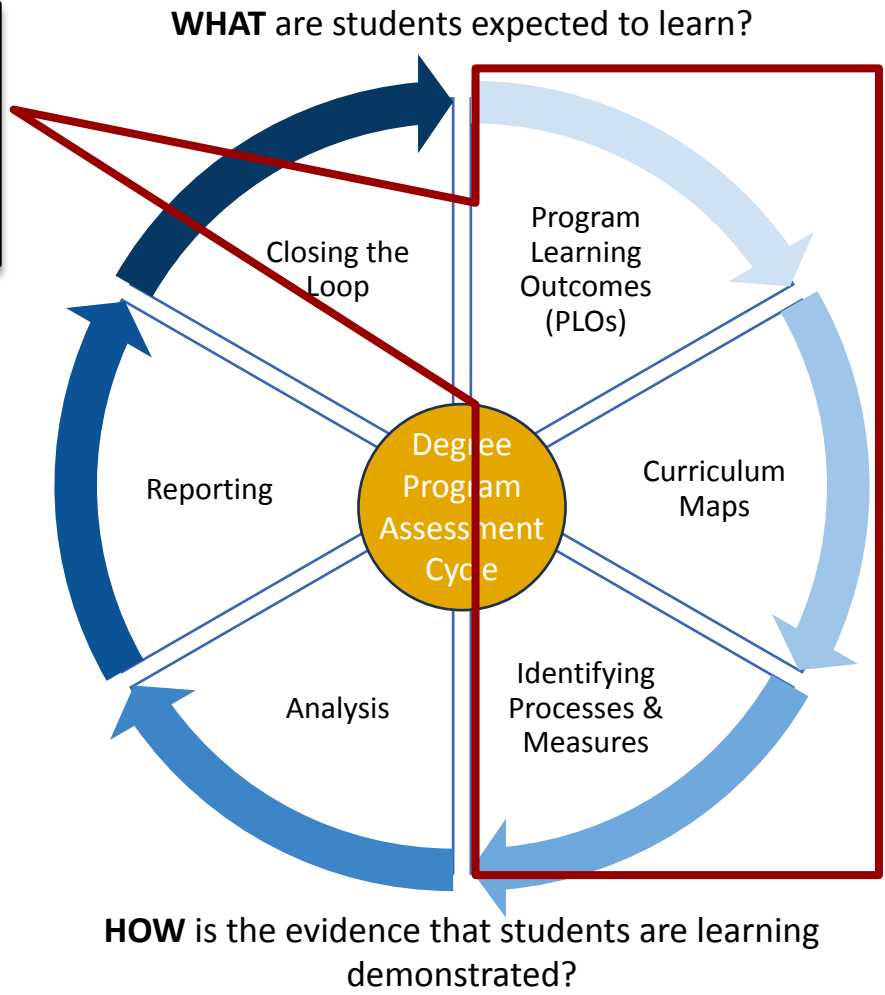 WHAT are students expected to learn?
Program
Learning
Outcomes
(PLOs)
Curriculum
Maps
Identifying
Processes &
Measures
Analysis
Reporting
Closing the
Loop
Degree
Program
Assessment
Cycle
HOW is the evidence that students are learning
demonstrated?